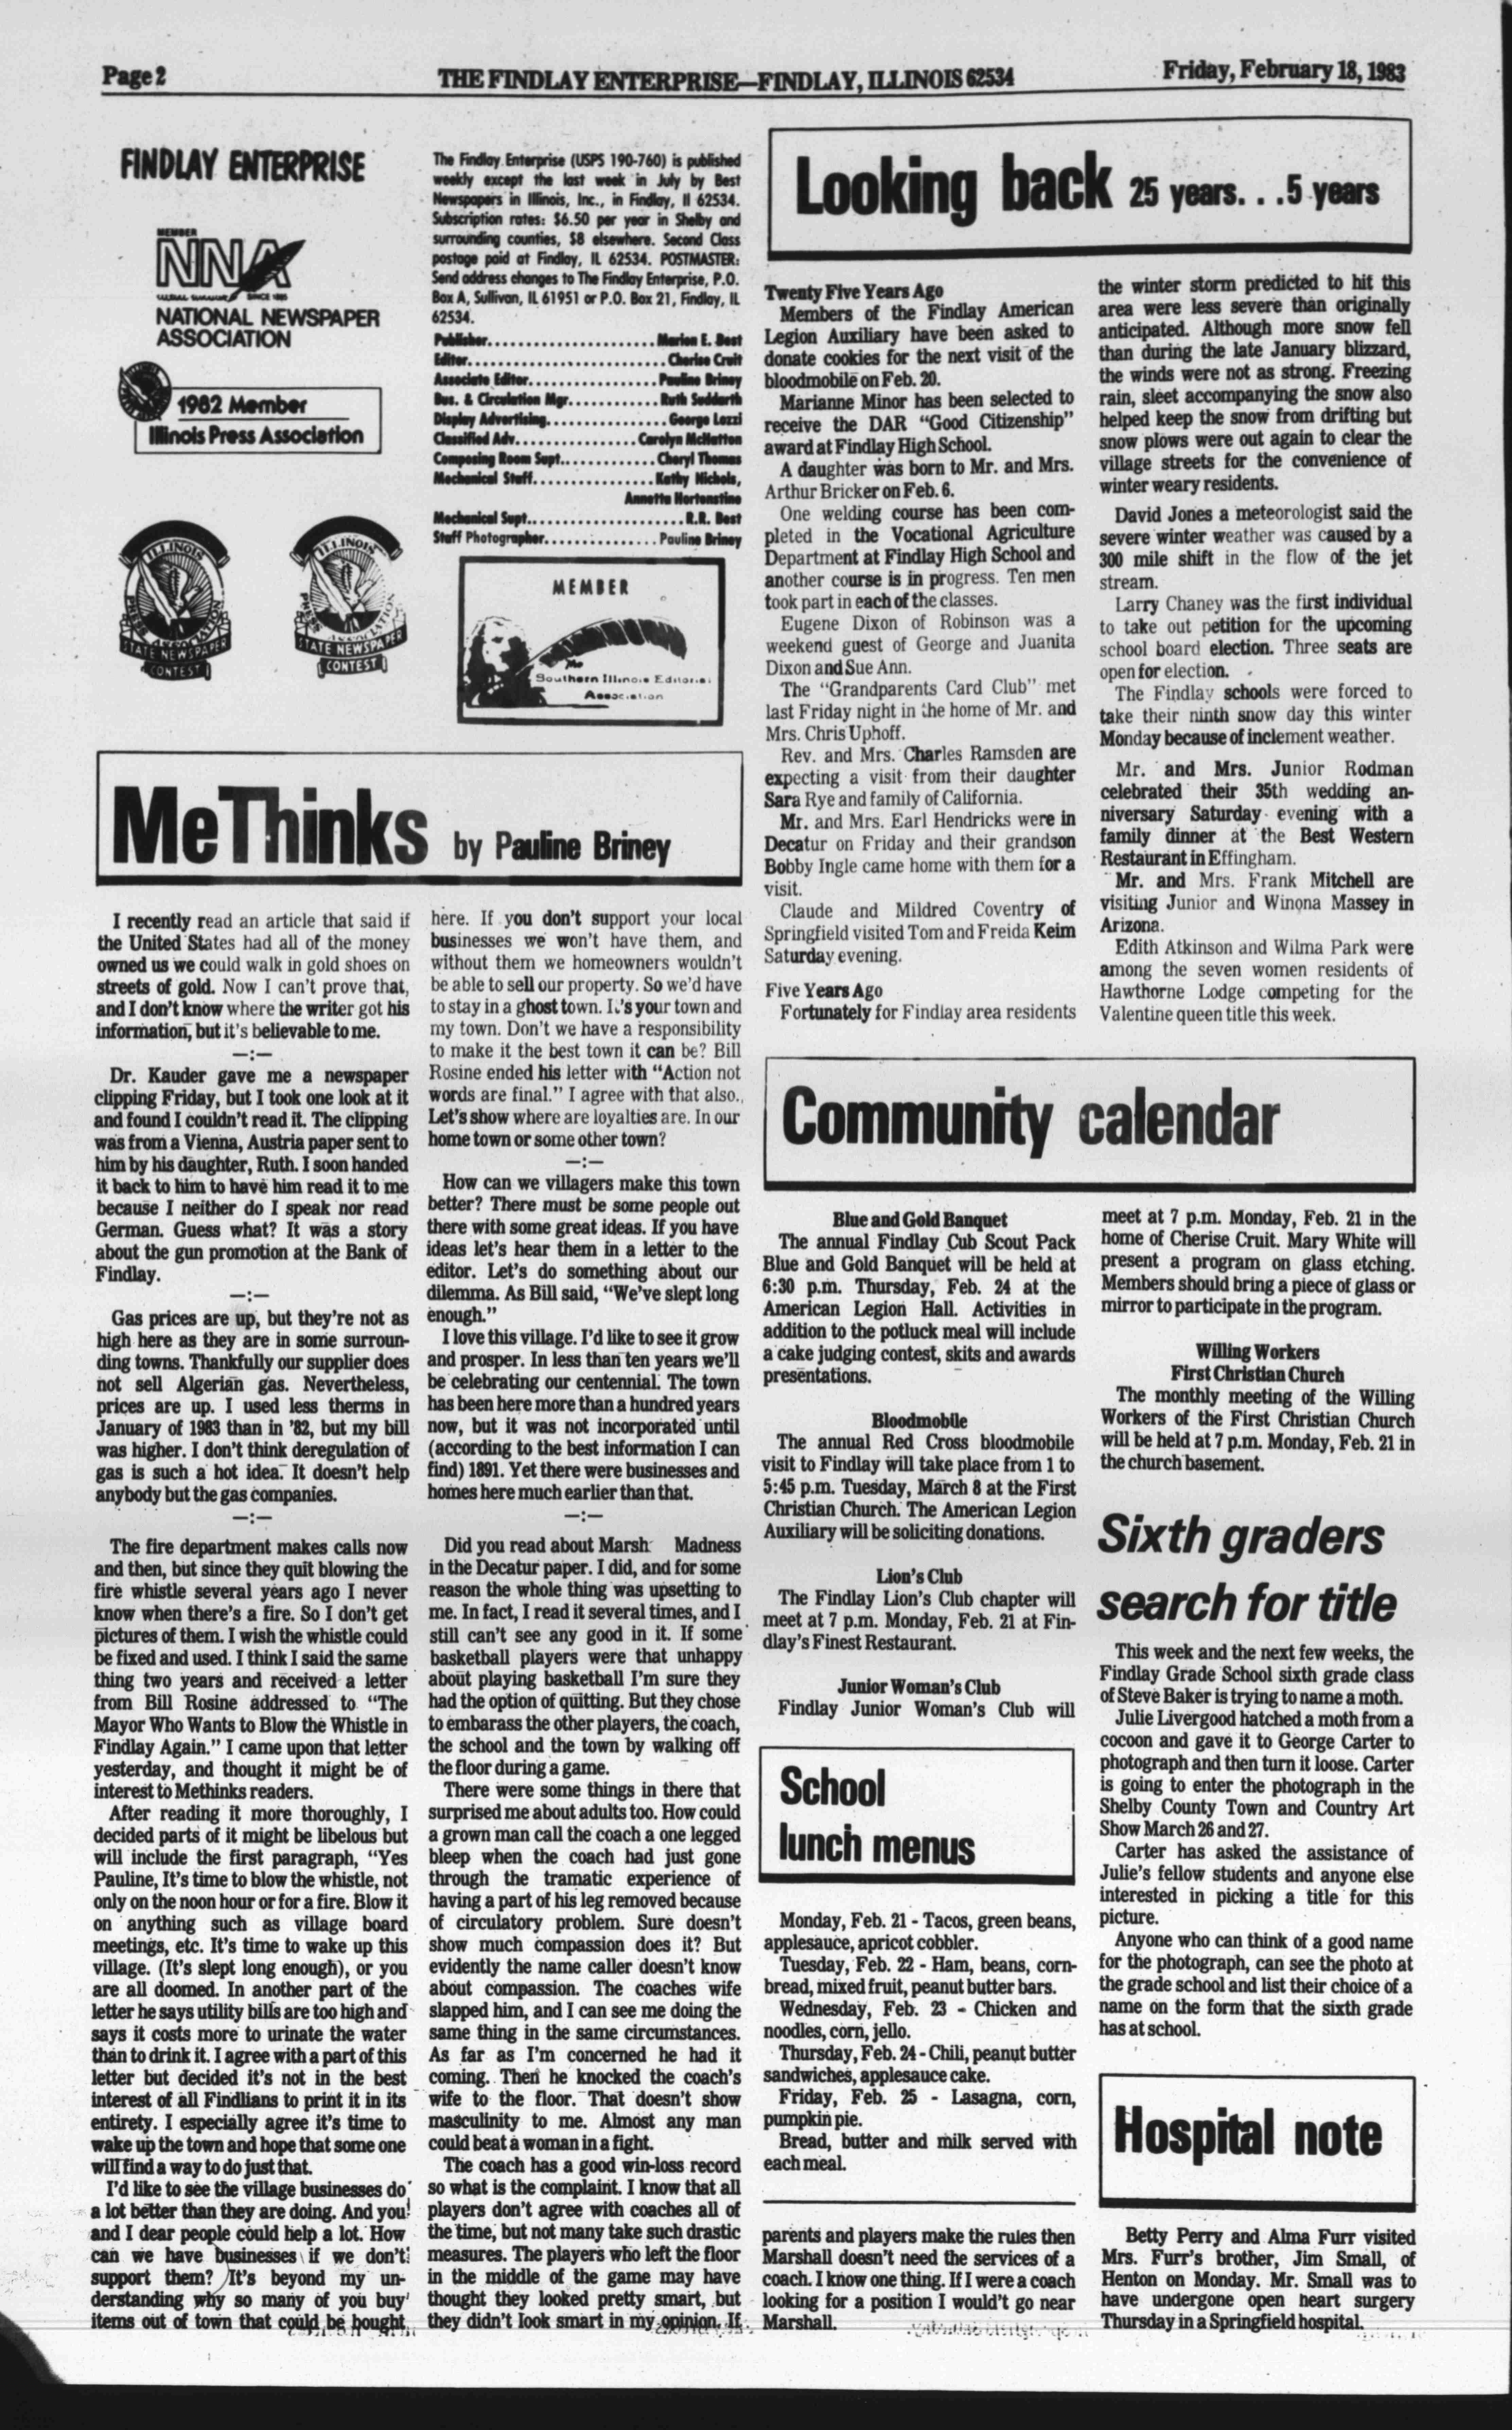 Page 2
THE FINDLAY ENTERPRISE—FINDLAY, ILLINOIS 62534
Friday, February 18, 1983
FINDLAY ENTERPRISE
MEMBER
NNA
SINCE 1885
NATIONAL NEWSPAPER
ASSOCIATION
1982 Member
Illinois Press Association
ILLINOIS
PRESS ASSOCIATION
STATE NEWSPAPER
CONTEST
ILLINOIS
PRESS ASSOCIATION
STATE NEWSPAPER
CONTEST
The Findlay Enterprise (USPS 190-760) is published
weekly except the last week in July by Best
Newspapers in Illinois, Inc., in Findlay, Il 62534.
Subscription rates: $6.50 per year in Shelby and
surrounding counties, $8 elsewhere. Second Class
postage paid at Findlay, IL 62534. POSTMASTER:
Send address changes to The Findlay Enterprise, P.O.
Box A, Sullivan, IL 61951 or P.O. Box 21, Findlay, IL
62534.
Publisher.....................Marion E. Best
Editor.........................Cherise Cruit
Associate Editor................Pauline Briney
Bus. & Circulation Mgr............Ruth Suddarth
Display Advertising...............George Lozzi
Classified Adv...............Carolyn McHatton
Composing Room Supt.............Cheryl Thomas
Mechanical Staff................Kathy Nichols,
Annetta Hortenstine
Mechanical Supt....................R.R. Best
Staff Photographer...............Pauline Briney
MEMBER
The
Southern Illinois Editorial
Association
MeThinks by Pauline Briney
I recently read an article that said if
the United States had all of the money
owned us we could walk in gold shoes on
streets of gold. Now I can't prove that,
and I don't know where the writer got his
information, but it's believable to me.
—:—
Dr. Kauder gave me a newspaper
clipping Friday, but I took one look at it
and found I couldn't read it. The clipping
was from a Vienna, Austria paper sent to
him by his daughter, Ruth. I soon handed
it back to him to have him read it to me
because I neither do I speak nor read
German. Guess what? It was a story
about the gun promotion at the Bank of
Findlay.
—:—
Gas prices are up, but they're not as
high here as they are in some surroun-
ding towns. Thankfully our supplier does
not sell Algerian gas. Nevertheless,
prices are up. I used less therms in
January of 1983 than in '82, but my bill
was higher. I don't think deregulation of
gas is such a hot idea. It doesn't help
anybody but the gas companies.
—:—
The fire department makes calls now
and then, but since they quit blowing the
fire whistle several years ago I never
know when there's a fire. So I don't get
pictures of them. I wish the whistle could
be fixed and used. I think I said the same
thing two years and received a letter
from Bill Rosine addressed to "The
Mayor Who Wants to Blow the Whistle in
Findlay Again." I came upon that letter
yesterday, and thought it might be of
interest to Methinks readers.
After reading it more thoroughly, I
decided parts of it might be libelous but
will include the first paragraph, "Yes
Pauline, It's time to blow the whistle, not
only on the noon hour or for a fire. Blow it
on anything such as village board
meetings, etc. It's time to wake up this
village. (It's slept long enough), or you
are all doomed. In another part of the
letter he says utility bills are too high and
says it costs more to urinate the water
than to drink it. I agree with a part of this
letter but decided it's not in the best
interest of all Findlians to print it in its
entirety. I especially agree it's time to
wake up the town and hope that some one
will find a way to do just that.
I'd like to see the village businesses do
a lot better than they are doing. And you
and I dear people could help a lot. How
can we have businesses if we don't
support them? It's beyond my un-
derstanding why so many of you buy
items out of town that could be bought
here. If you don't support your local
businesses we won't have them, and
without them we homeowners wouldn't
be able to sell our property. So we'd have
to stay in a ghost town. It's your town and
my town. Don't we have a responsibility
to make it the best town it can be? Bill
Rosine ended his letter with "Action not
words are final." I agree with that also.
Let's show where are loyalties are. In our
home town or some other town?
—:—
How can we villagers make this town
better? There must be some people out
there with some great ideas. If you have
ideas let's hear them in a letter to the
editor. Let's do something about our
dilemma. As Bill said, "We've slept long
enough."
I love this village. I'd like to see it grow
and prosper. In less than ten years we'll
be celebrating our centennial. The town
has been here more than a hundred years
now, but it was not incorporated until
(according to the best information I can
find) 1891. Yet there were businesses and
homes here much earlier than that.
—:—
Did you read about Marsh Madness
in the Decatur paper. I did, and for some
reason the whole thing was upsetting to
me. In fact, I read it several times, and I
still can't see any good in it. If some
basketball players were that unhappy
about playing basketball I'm sure they
had the option of quitting. But they chose
to embarass the other players, the coach,
the school and the town by walking off
the floor during a game.
There were some things in there that
surprised me about adults too. How could
a grown man call the coach a one legged
bleep when the coach had just gone
through the tramatic experience of
having a part of his leg removed because
of circulatory problem. Sure doesn't
show much compassion does it? But
evidently the name caller doesn't know
about compassion. The coaches wife
slapped him, and I can see me doing the
same thing in the same circumstances.
As far as I'm concerned he had it
coming. Then he knocked the coach's
wife to the floor. That doesn't show
masculinity to me. Almost any man
could beat a woman in a fight.
The coach has a good win-loss record
so what is the complaint. I know that all
players don't agree with coaches all of
the time, but not many take such drastic
measures. The players who left the floor
in the middle of the game may have
thought they looked pretty smart, but
they didn't look smart in my opinion. If
parents and players make the rules then
Marshall doesn't need the services of a
coach. I know one thing. If I were a coach
looking for a position I would't go near
Marshall.
Looking back 25 years. . .5 years
Twenty Five Years Ago
Members of the Findlay American
Legion Auxiliary have been asked to
donate cookies for the next visit of the
bloodmobile on Feb. 20.
Marianne Minor has been selected to
receive the DAR "Good Citizenship"
award at Findlay High School.
A daughter was born to Mr. and Mrs.
Arthur Bricker on Feb. 6.
One welding course has been com-
pleted in the Vocational Agriculture
Department at Findlay High School and
another course is in progress. Ten men
took part in each of the classes.
Eugene Dixon of Robinson was a
weekend guest of George and Juanita
Dixon and Sue Ann.
The "Grandparents Card Club" met
last Friday night in the home of Mr. and
Mrs. Chris Uphoff.
Rev. and Mrs. Charles Ramsden are
expecting a visit from their daughter
Sara Rye and family of California.
Mr. and Mrs. Earl Hendricks were in
Decatur on Friday and their grandson
Bobby Ingle came home with them for a
visit.
Claude and Mildred Coventry of
Springfield visited Tom and Freida Keim
Saturday evening.
Five Years Ago
Fortunately for Findlay area residents
the winter storm predicted to hit this
area were less severe than originally
anticipated. Although more snow fell
than during the late January blizzard,
the winds were not as strong. Freezing
rain, sleet accompanying the snow also
helped keep the snow from drifting but
snow plows were out again to clear the
village streets for the convenience of
winter weary residents.
David Jones a meteorologist said the
severe winter weather was caused by a
300 mile shift in the flow of the jet
stream.
Larry Chaney was the first individual
to take out petition for the upcoming
school board election. Three seats are
open for election.
The Findlay schools were forced to
take their ninth snow day this winter
Monday because of inclement weather.
Mr. and Mrs. Junior Rodman
celebrated their 35th wedding an-
niversary Saturday evening with a
family dinner at the Best Western
Restaurant in Effingham.
Mr. and Mrs. Frank Mitchell are
visiting Junior and Winona Massey in
Arizona.
Edith Atkinson and Wilma Park were
among the seven women residents of
Hawthorne Lodge competing for the
Valentine queen title this week.
Community calendar
Blue and Gold Banquet
The annual Findlay Cub Scout Pack
Blue and Gold Banquet will be held at
6:30 p.m. Thursday, Feb. 24 at the
American Legion Hall. Activities in
addition to the potluck meal will include
a cake judging contest, skits and awards
presentations.
Bloodmobile
The annual Red Cross bloodmobile
visit to Findlay will take place from 1 to
5:45 p.m. Tuesday, March 8 at the First
Christian Church. The American Legion
Auxiliary will be soliciting donations.
Lion's Club
The Findlay Lion's Club chapter will
meet at 7 p.m. Monday, Feb. 21 at Fin-
dlay's Finest Restaurant.
Junior Woman's Club
Findlay Junior Woman's Club will
meet at 7 p.m. Monday, Feb. 21 in the
home of Cherise Cruit. Mary White will
present a program on glass etching.
Members should bring a piece of glass or
mirror to participate in the program.
Willing Workers
First Christian Church
The monthly meeting of the Willing
Workers of the First Christian Church
will be held at 7 p.m. Monday, Feb. 21 in
the church basement.
School
lunch menus
Monday, Feb. 21 - Tacos, green beans,
applesauce, apricot cobbler.
Tuesday, Feb. 22 - Ham, beans, corn-
bread, mixed fruit, peanut butter bars.
Wednesday, Feb. 23 - Chicken and
noodles, corn, jello.
Thursday, Feb. 24 - Chili, peanut butter
sandwiches, applesauce cake.
Friday, Feb. 25 - Lasagna, corn,
pumpkin pie.
Bread, butter and milk served with
each meal.
Sixth graders
search for title
This week and the next few weeks, the
Findlay Grade School sixth grade class
of Steve Baker is trying to name a moth.
Julie Livergood hatched a moth from a
cocoon and gave it to George Carter to
photograph and then turn it loose. Carter
is going to enter the photograph in the
Shelby County Town and Country Art
Show March 26 and 27.
Carter has asked the assistance of
Julie's fellow students and anyone else
interested in picking a title for this
picture.
Anyone who can think of a good name
for the photograph, can see the photo at
the grade school and list their choice of a
name on the form that the sixth grade
has at school.
Hospital note
Betty Perry and Alma Furr visited
Mrs. Furr's brother, Jim Small, of
Henton on Monday. Mr. Small was to
have undergone open heart surgery
Thursday in a Springfield hospital.